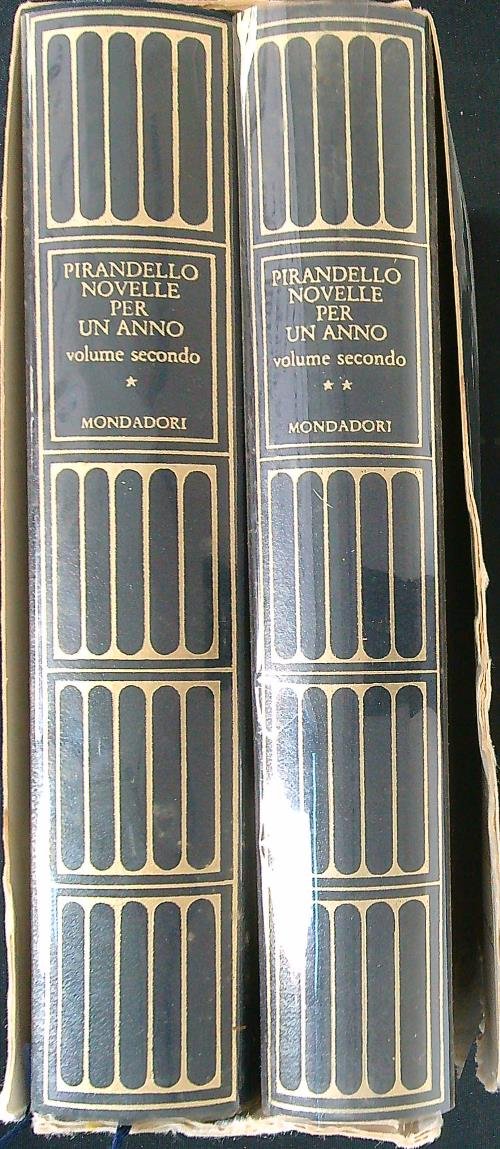 PIRANDELLO
NOVELLE
PER
UN ANNO
volume secondo
★
MONDADORI
PIRANDELLO
NOVELLE
PER
UN ANNO
volume secondo
★★
MONDADORI